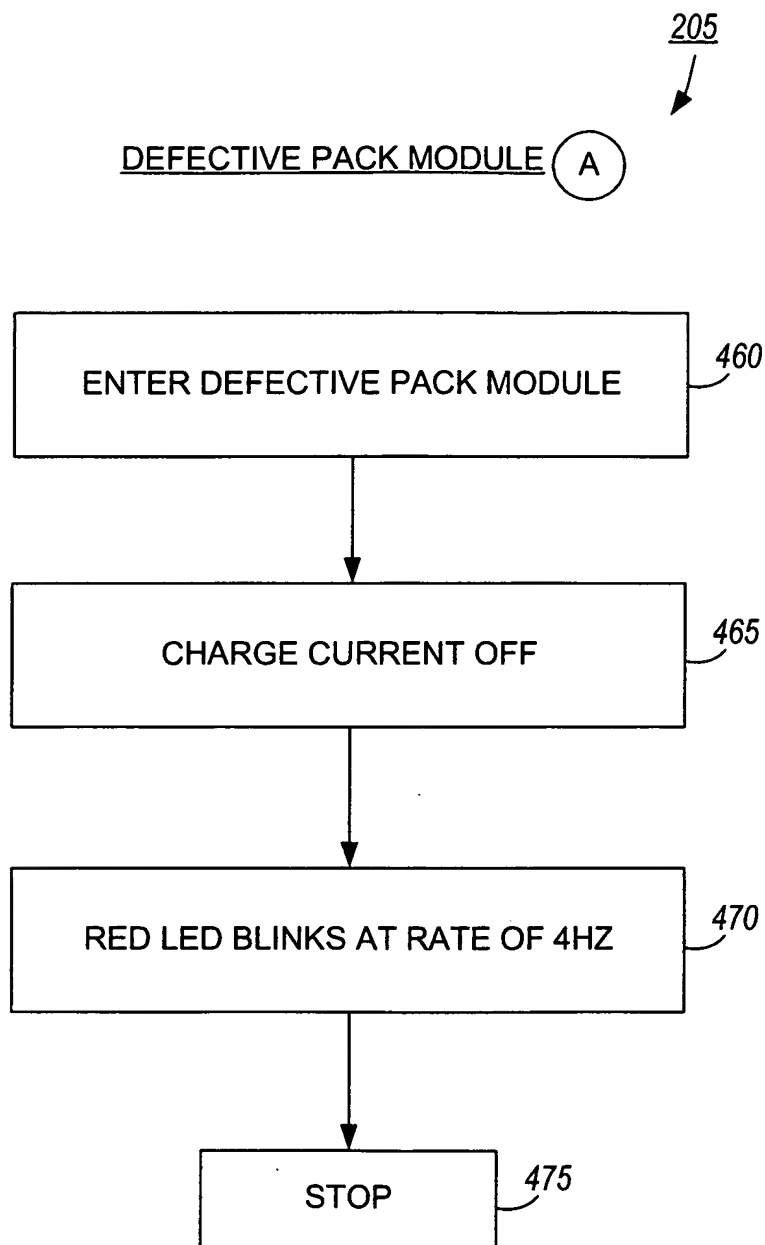 205
DEFECTIVE PACK MODULE A
ENTER DEFECTIVE PACK MODULE
460
CHARGE CURRENT OFF
465
RED LED BLINKS AT RATE OF 4HZ
470
STOP
475